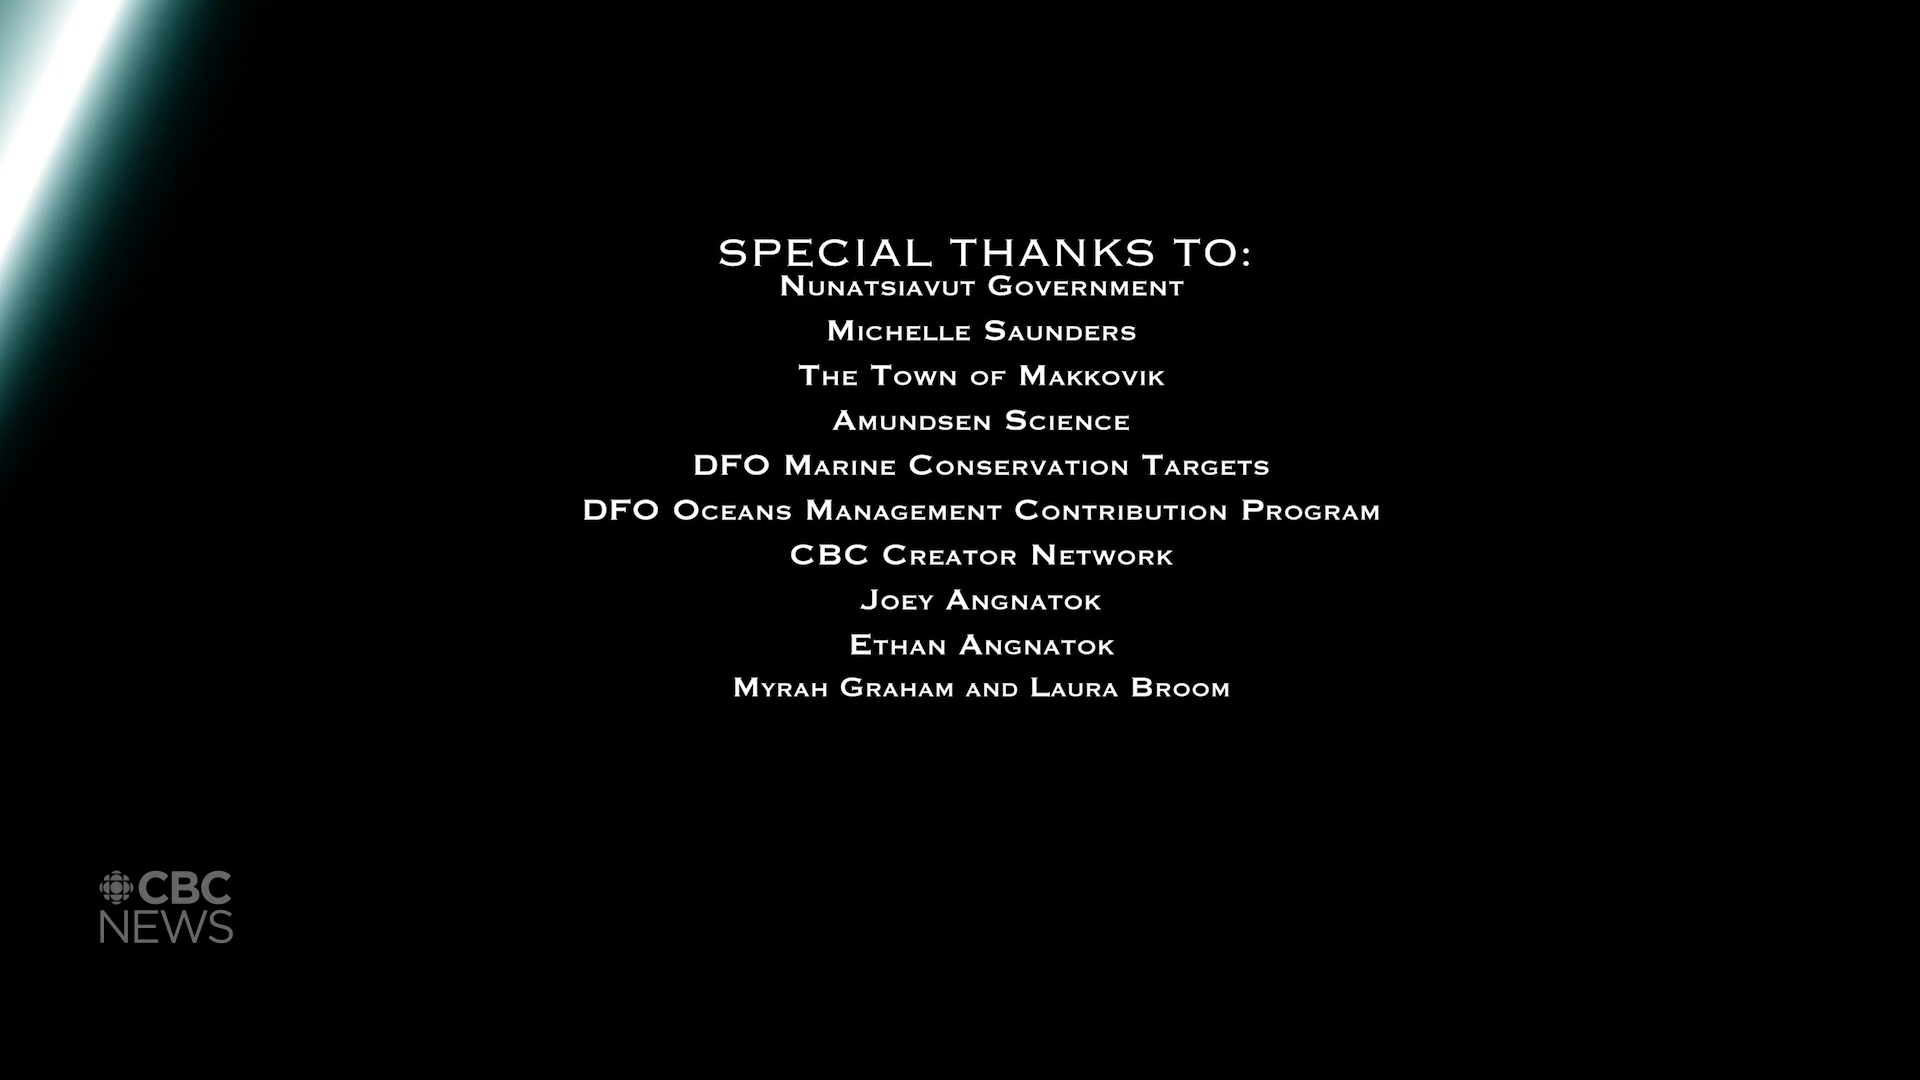 SPECIAL THANKS TO:
Nunatsiavut Government
Michelle Saunders
The Town of Makkovik
Amundsen Science
DFO Marine Conservation Targets
DFO Oceans Management Contribution Program
CBC Creator Network
Joey Angnatok
Ethan Angnatok
Myrah Graham and Laura Broom
CBC
NEWS